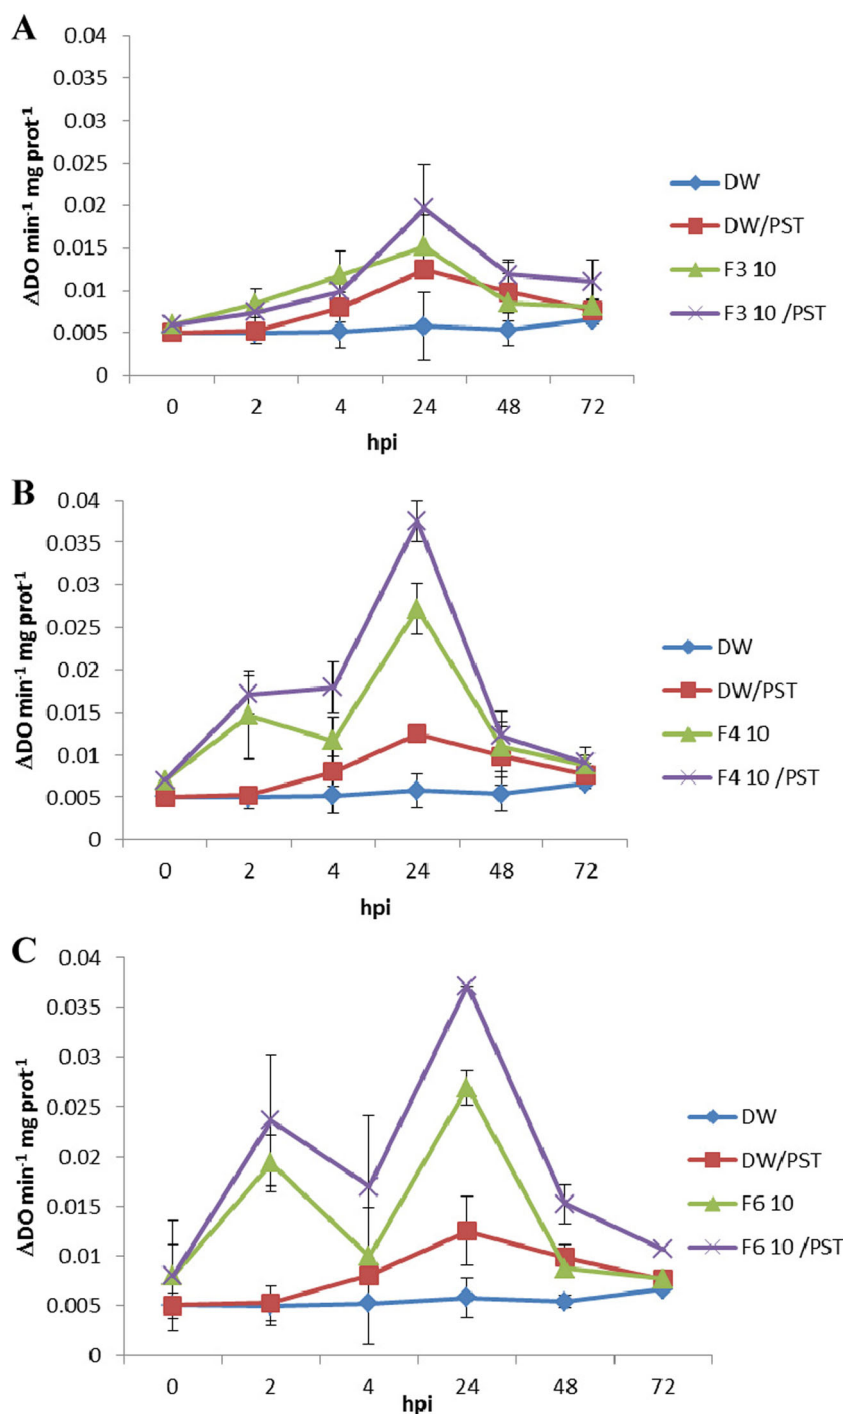 A
0.04
0.035
0.03
0.025
0.02
0.015
0.01
0.005
0
ΔDO min⁻¹ mg prot⁻¹
0 2 4 24 48 72
hpi
DW
DW/PST
F3 10
F3 10 /PST
B
0.04
0.035
0.03
0.025
0.02
0.015
0.01
0.005
0
ΔDO min⁻¹ mg prot⁻¹
0 2 4 24 48 72
hpi
DW
DW/PST
F4 10
F4 10 /PST
C
0.04
0.035
0.03
0.025
0.02
0.015
0.01
0.005
0
ΔDO min⁻¹ mg prot⁻¹
0 2 4 24 48 72
hpi
DW
DW/PST
F6 10
F6 10 /PST